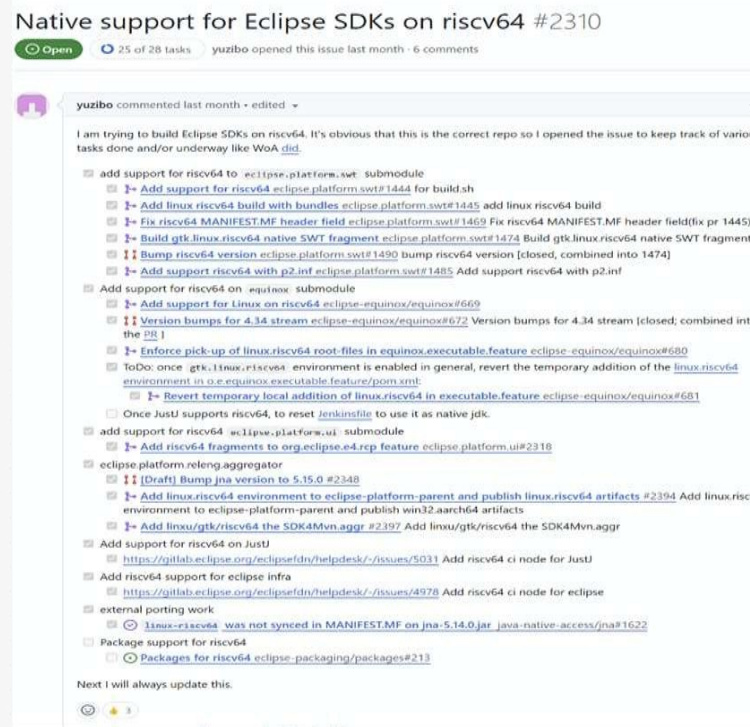 Native support for Eclipse SDKs on riscv64 #2310
Open 25 of 28 tasks yuzibo opened this issue last month · 6 comments
yuzibo commented last month • edited
I am trying to build Eclipse SDKs on riscv64. It's obvious that this is the correct repo so I opened the issue to keep track of vario
tasks done and/or underway like WoA did.
add support for riscv64 to eclipse.platform.swt submodule
Add support for riscv64 eclipse.platform.swt#1444 for build.sh
Add linux riscv64 build with bundles eclipse.platform.swt#1445 add linux riscv64 build
Fix riscv64 MANIFEST.MF header field eclipse.platform.swt#1469 Fix riscv64 MANIFEST.MF header field(fix pr 1445)
Build gtk.linux.riscv64 native SWT fragment eclipse.platform.swt#1474 Build gtk.linux.riscv64 native SWT fragment
Bump riscv64 version eclipse.platform.swt#1490 bump riscv64 version [closed, combined into 1474]
Add support riscv64 with p2.inf eclipse.platform.swt#1485 Add support riscv64 with p2.inf
Add support for riscv64 on equinox submodule
Add support for Linux on riscv64 eclipse-equinox/equinox#669
Version bumps for 4.34 stream eclipse-equinox/equinox#672 Version bumps for 4.34 stream [closed; combined int
the PR ]
Enforce pick-up of linux.riscv64 root-files in equinox.executable.feature eclipse-equinox/equinox#680
ToDo: once gtk.linux.riscv64 environment is enabled in general, revert the temporary addition of the linux.riscv64
environment in o.e.equinox.executable.feature/pom.xml:
Revert temporary local addition of linux.riscv64 in executable.feature eclipse-equinox/equinox#681
Once JustJ supports riscv64, to reset Jenkinsfile to use it as native jdk.
add support for riscv64 eclipse.platform.ui submodule
Add riscv64 fragments to org.eclipse.e4.rcp feature eclipse.platform.ui#2318
eclipse.platform.releng.aggregator
[Draft] Bump jna version to 5.15.0 #2348
Add linux.riscv64 environment to eclipse-platform-parent and publish linux.riscv64 artifacts #2394 Add linux.risc
environment to eclipse-platform-parent and publish win32.aarch64 artifacts
Add linxu/gtk/riscv64 the SDK4Mvn.aggr #2397 Add linxu/gtk/riscv64 the SDK4Mvn.aggr
Add support for riscv64 on JustJ
https://gitlab.eclipse.org/eclipsefdn/helpdesk/-/issues/5031 Add riscv64 ci node for JustJ
Add riscv64 support for eclipse infra
https://gitlab.eclipse.org/eclipsefdn/helpdesk/-/issues/4978 Add riscv64 ci node for eclipse
external porting work
linux-riscv64 was not synced in MANIFEST.MF on jna-5.14.0.jar java-native-access/jna#1622
Package support for riscv64
Packages for riscv64 eclipse-packaging/packages#213
Next I will always update this.
3